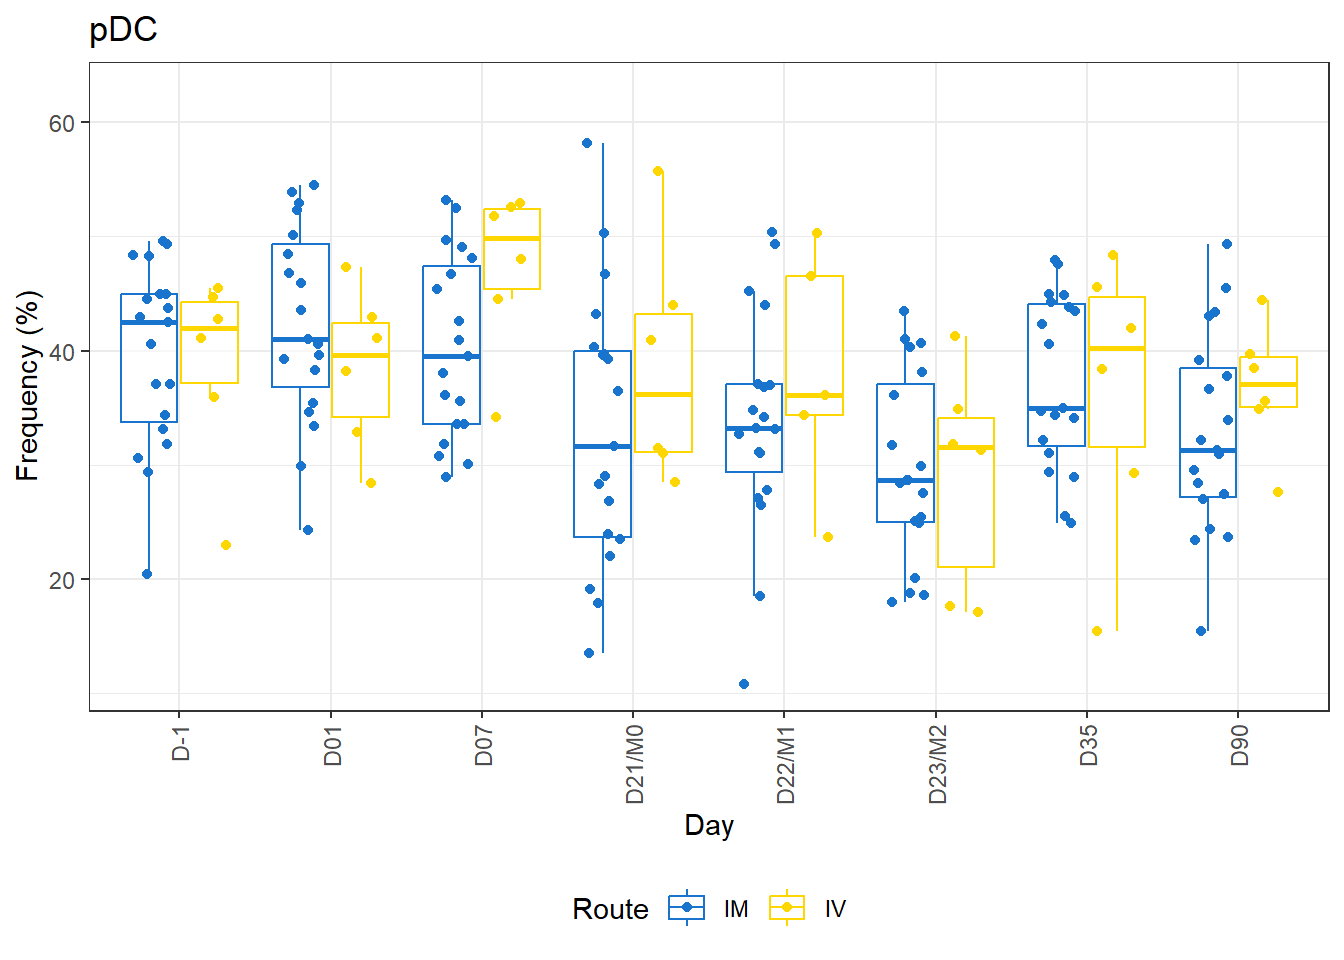 pDC
Frequency (%)
60
40
20
D-1
D01
D07
D21/M0
D22/M1
D23/M2
D35
D90
Day
Route IM IV